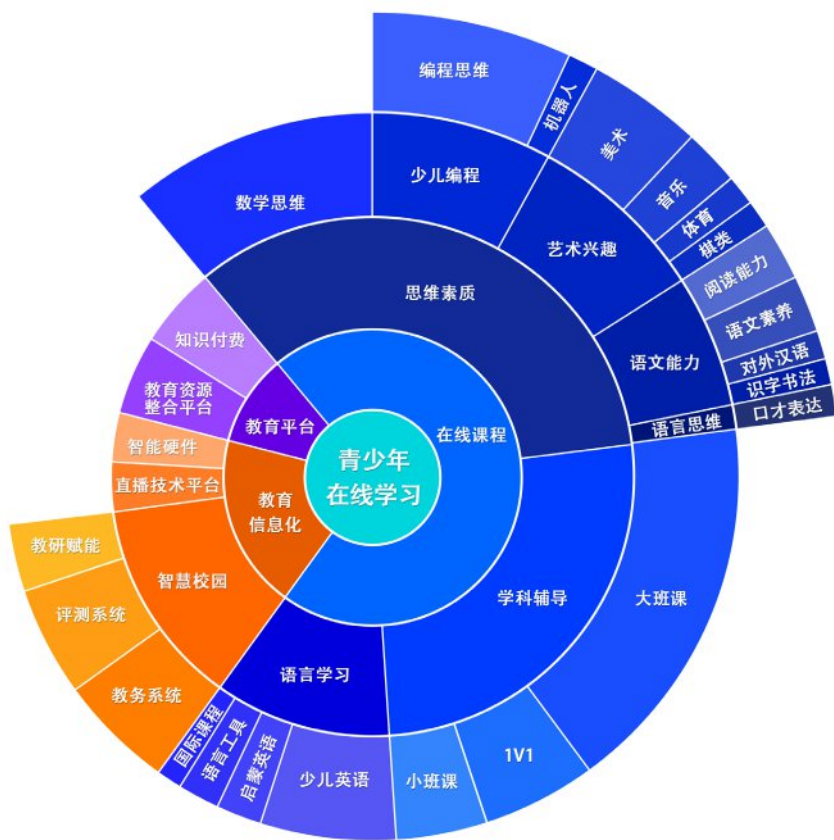 青少年
在线学习
在线课程
教育
信息化
教育平台
思维素质
学科辅导
语言学习
智慧校园
直播技术平台
智能硬件
教育资源
整合平台
知识付费
数学思维
少儿编程
艺术兴趣
语文能力
语言思维
编程思维
机器人
美术
音乐
体育
棋类
阅读能力
语文素养
对外汉语
识字书法
口才表达
大班课
1V1
小班课
少儿英语
启蒙英语
语言工具
国际课程
教务系统
评测系统
教研赋能